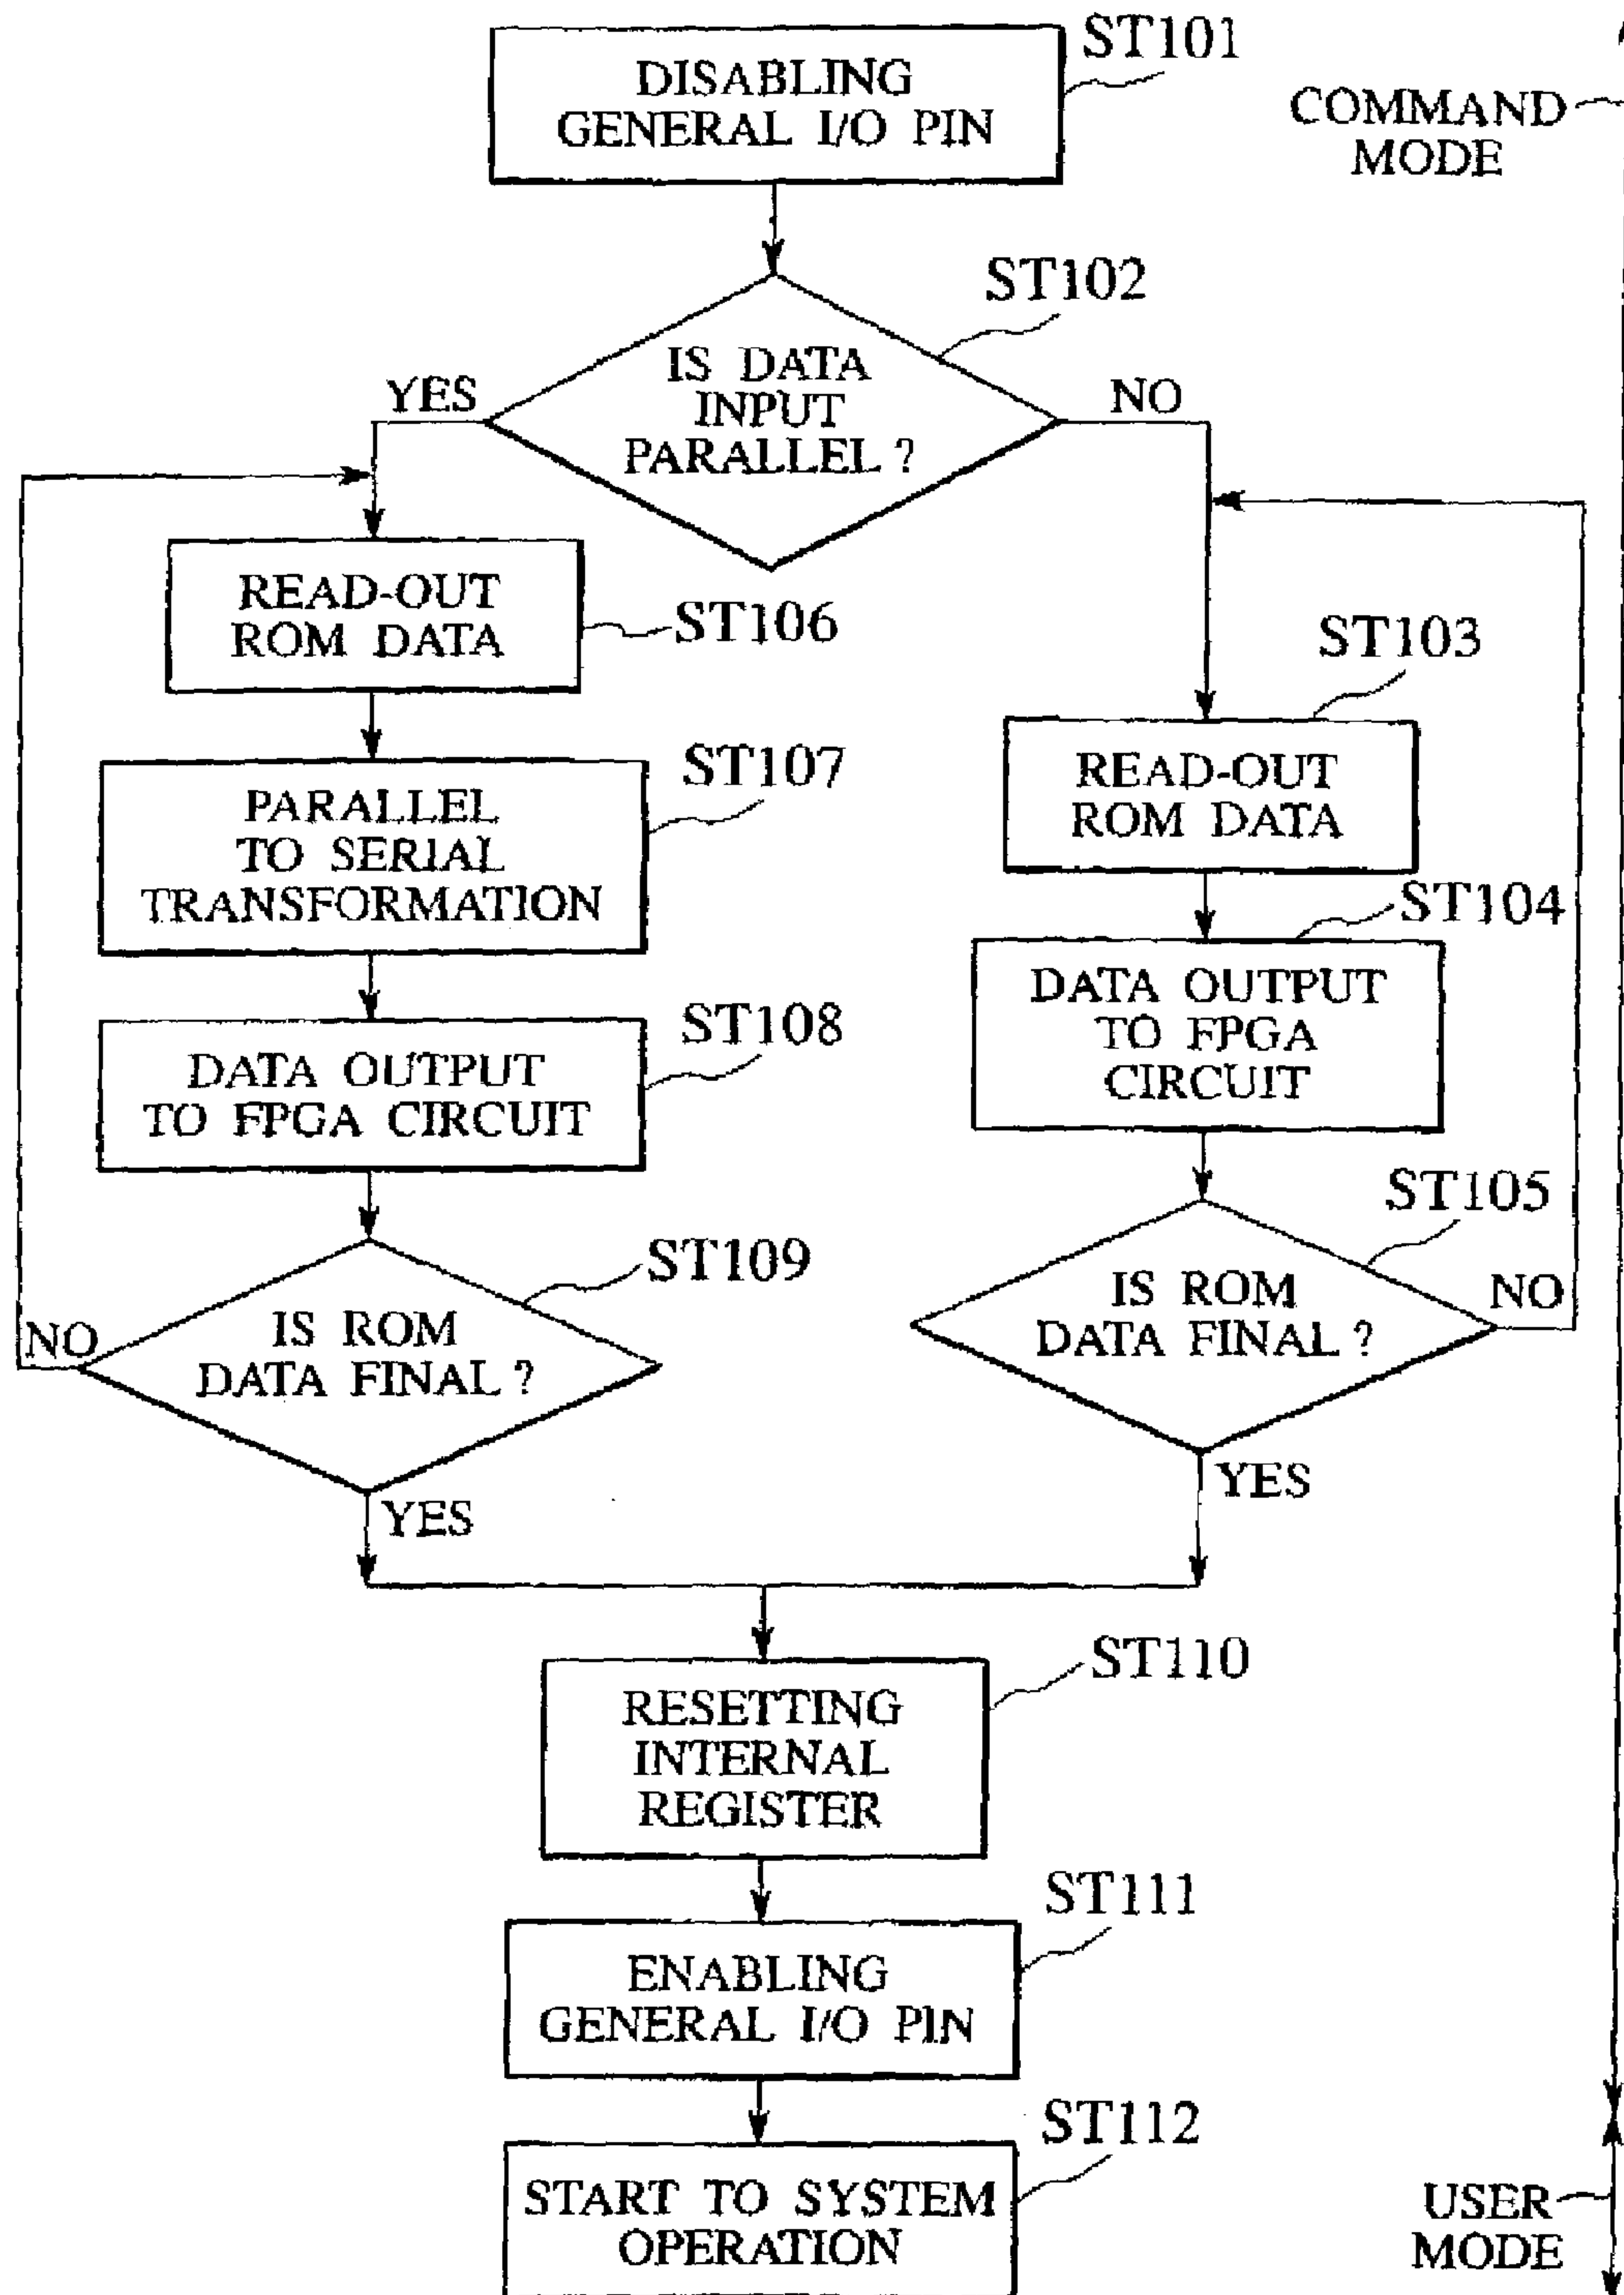 ST101
DISABLING
GENERAL I/O PIN
COMMAND
MODE
ST102
IS DATA
INPUT
PARALLEL ?
YES
NO
READ-OUT
ROM DATA
ST106
ST103
READ-OUT
ROM DATA
ST107
PARALLEL
TO SERIAL
TRANSFORMATION
ST104
DATA OUTPUT
TO FPGA
CIRCUIT
ST108
DATA OUTPUT
TO FPGA CIRCUIT
ST105
IS ROM
DATA FINAL ?
NO
YES
ST109
IS ROM
DATA FINAL ?
NO
YES
ST110
RESETTING
INTERNAL
REGISTER
ST111
ENABLING
GENERAL I/O PIN
ST112
START TO SYSTEM
OPERATION
USER
MODE